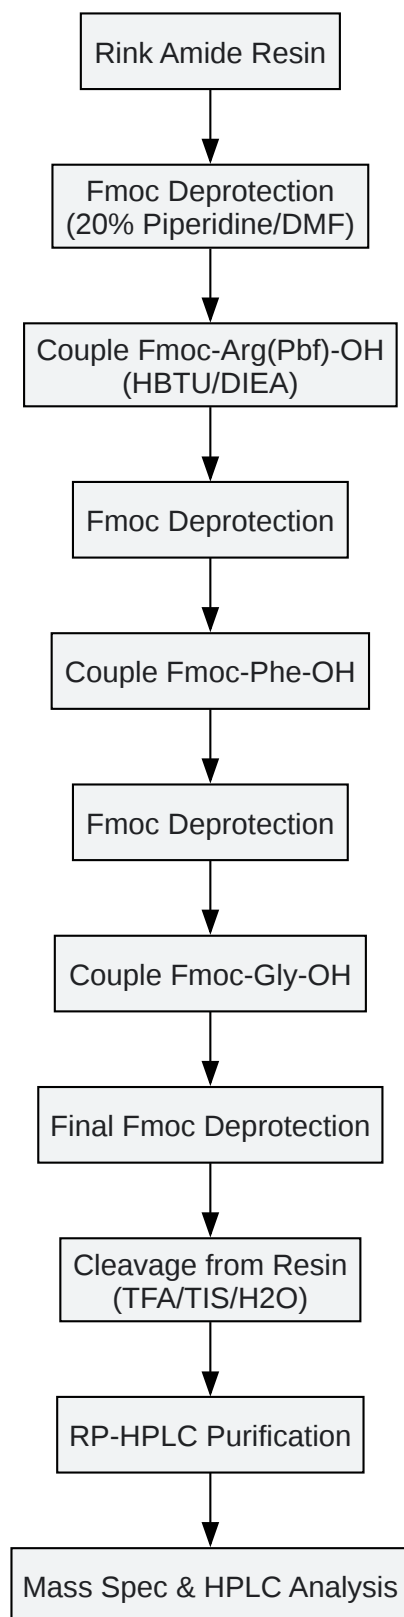 Rink Amide Resin
Fmoc Deprotection
(20% Piperidine/DMF)
Couple Fmoc-Arg(Pbf)-OH
(HBTU/DIEA)
Fmoc Deprotection
Couple Fmoc-Phe-OH
Fmoc Deprotection
Couple Fmoc-Gly-OH
Final Fmoc Deprotection
Cleavage from Resin
(TFA/TIS/H2O)
RP-HPLC Purification
Mass Spec & HPLC Analysis